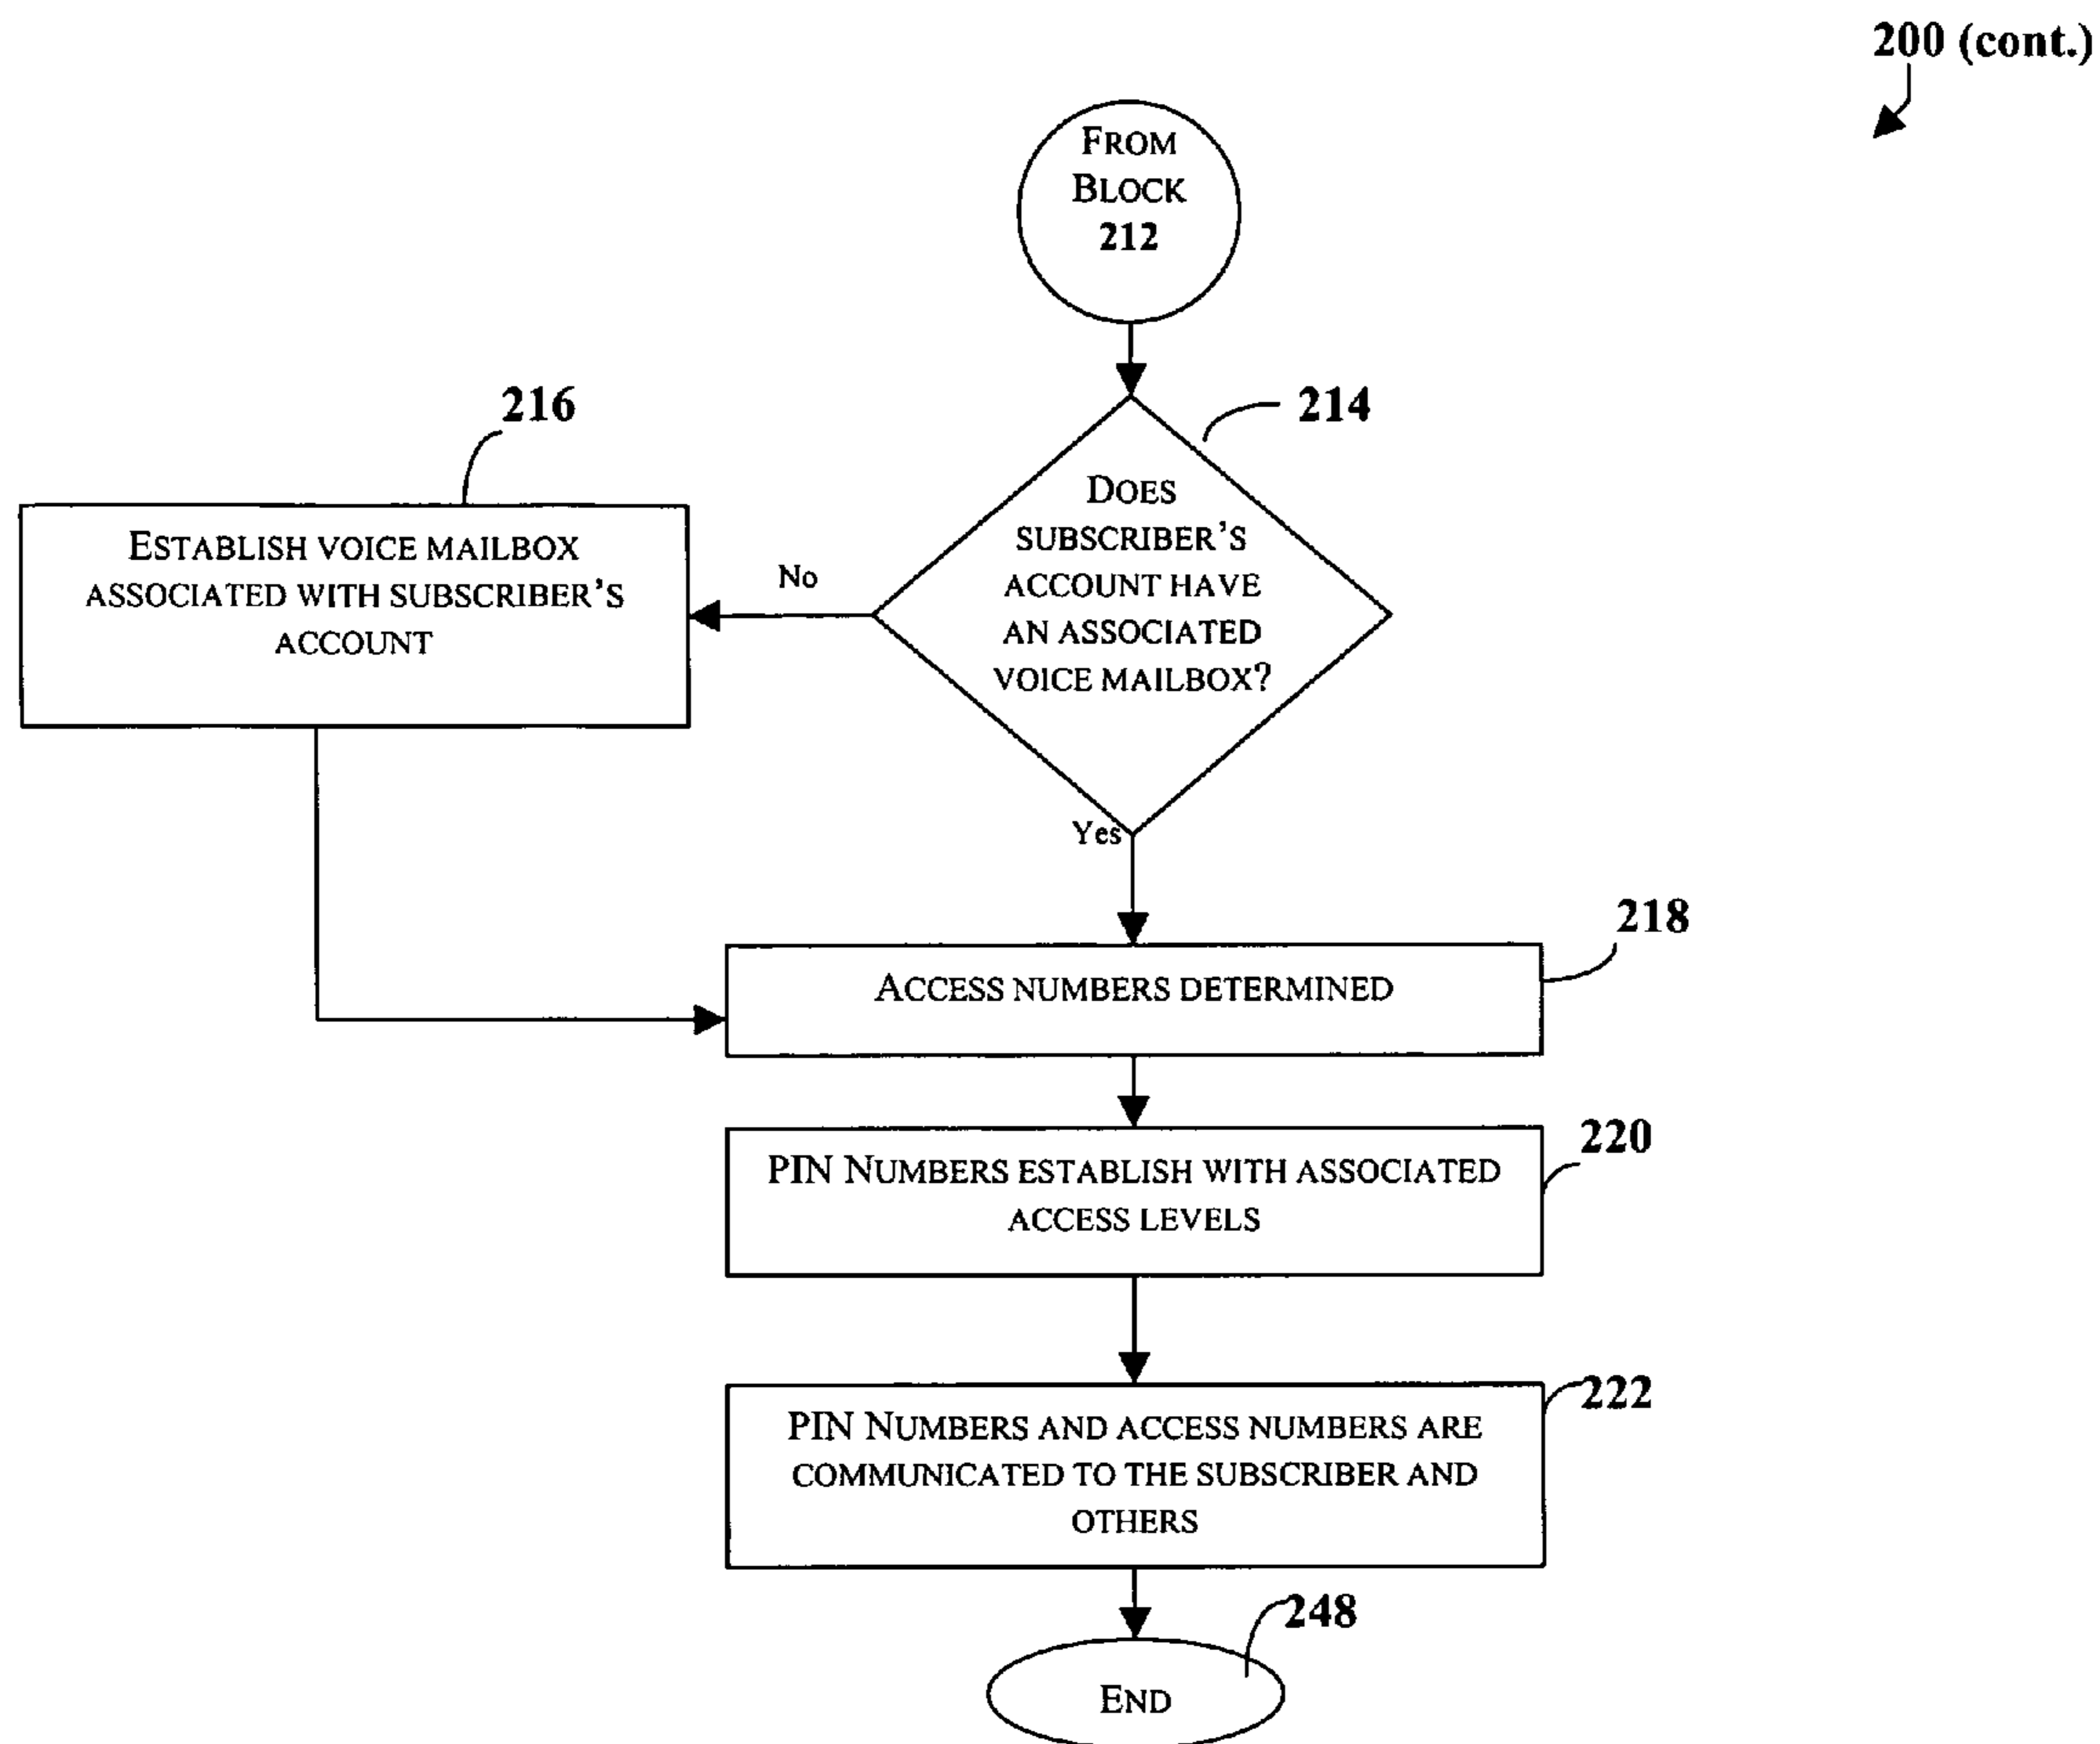 200 (cont.)
FROM
BLOCK
212
214
216
DOES
SUBSCRIBER'S
ACCOUNT HAVE
AN ASSOCIATED
VOICE MAILBOX?
No
ESTABLISH VOICE MAILBOX
ASSOCIATED WITH SUBSCRIBER'S
ACCOUNT
Yes
218
ACCESS NUMBERS DETERMINED
220
PIN NUMBERS ESTABLISH WITH ASSOCIATED
ACCESS LEVELS
222
PIN NUMBERS AND ACCESS NUMBERS ARE
COMMUNICATED TO THE SUBSCRIBER AND
OTHERS
248
END